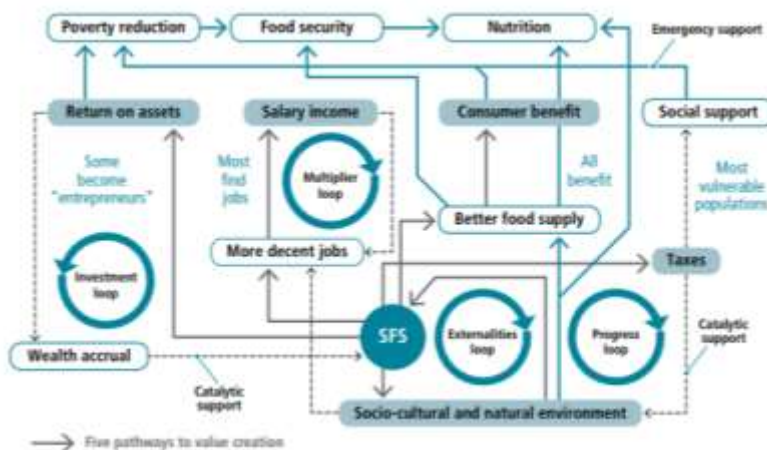 Poverty reduction
Food security
Nutrition
Emergency support
Return on assets
Salary income
Consumer benefit
Social support
Some
become
"entrepreneurs"
Most
find
jobs
Multiplier
loop
All
benefit
Most
vulnerable
populations
Better food supply
More decent jobs
Taxes
Investment
loop
SFS
Externalities
loop
Progress
loop
Wealth accrual
Catalytic
support
Catalytic
support
Socio-cultural and natural environment
Five pathways to value creation